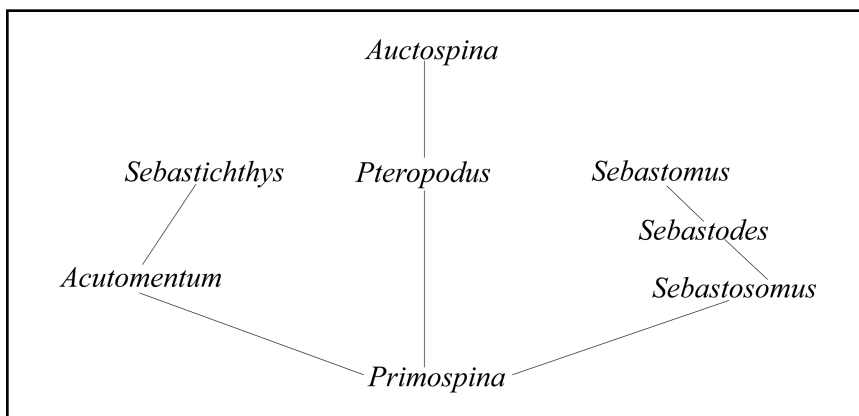 Auctospina
Sebastichthys Pteropodus Sebastomus
Sebastodes
Acutomentum
Sebastosomus
Primospina